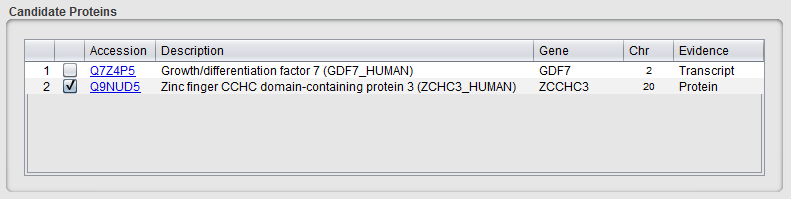 Candidate Proteins
Accession Description Gene Chr Evidence
1 Q7Z4P5 Growth/differentiation factor 7 (GDF7_HUMAN) GDF7 2 Transcript
2 Q9NUD5 Zinc finger CCHC domain-containing protein 3 (ZCHC3_HUMAN) ZCCHC3 20 Protein